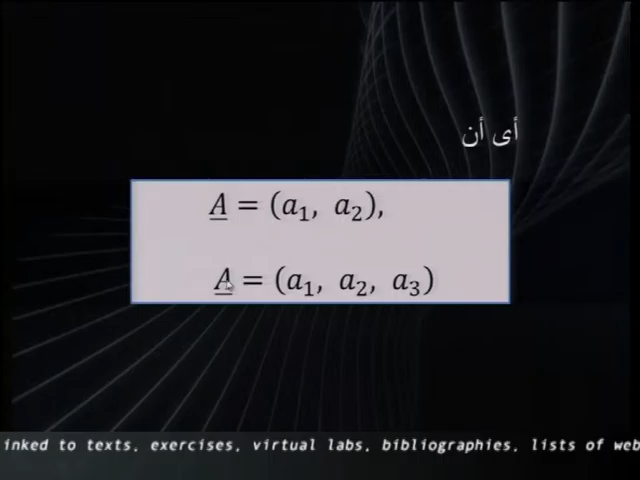 أى أن
A = (a₁, a₂),
A = (a₁, a₂, a₃)
inked to texts, exercises, virtual labs, bibliographies, lists of web